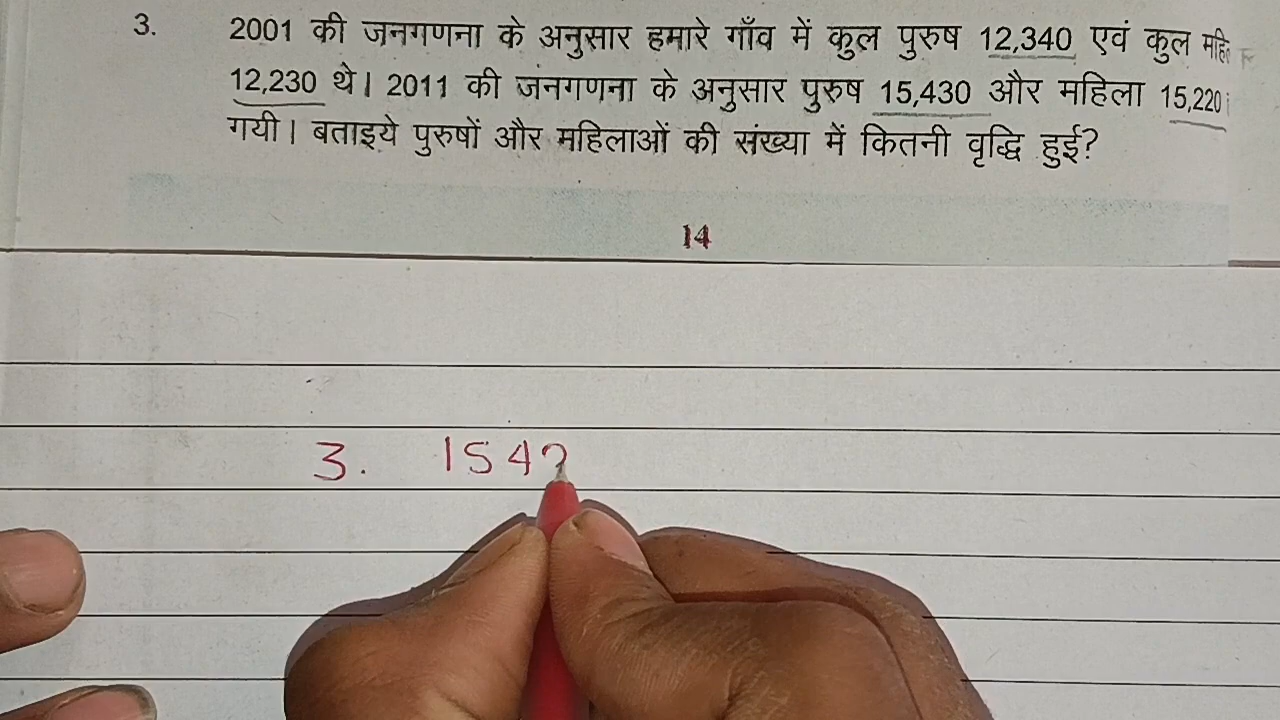 3. 2001 की जनगणना के अनुसार हमारे गाँव में कुल पुरुष 12,340 एवं कुल
12,230 थे। 2011 की जनगणना के अनुसार पुरुष 15,430 और महिला 15,220
गयी। बताइये पुरुषों और महिलाओं की संख्या में कितनी वृद्धि हुई?
14
3. 154